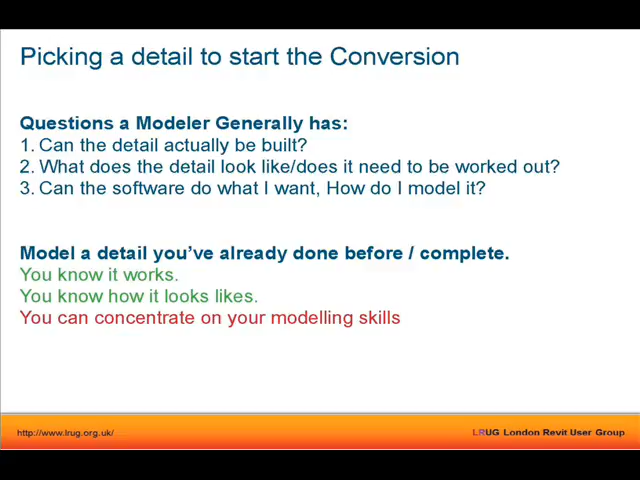 Picking a detail to start the Conversion
Questions a Modeler Generally has:
1. Can the detail actually be built?
2. What does the detail look like/does it need to be worked out?
3. Can the software do what I want, How do I model it?
Model a detail you've already done before / complete.
You know it works.
You know how it looks likes.
You can concentrate on your modelling skills
http://www.lrug.org.uk/
LRUG London Revit User Group